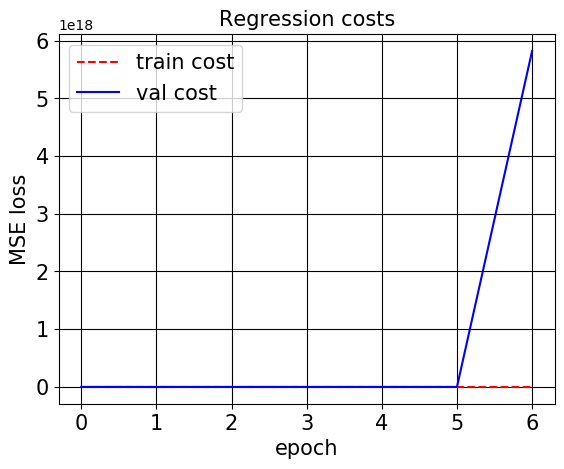 Regression costs
1e18
train cost
val cost
6
5
4
3
2
1
0
MSE loss
0 1 2 3 4 5 6
epoch